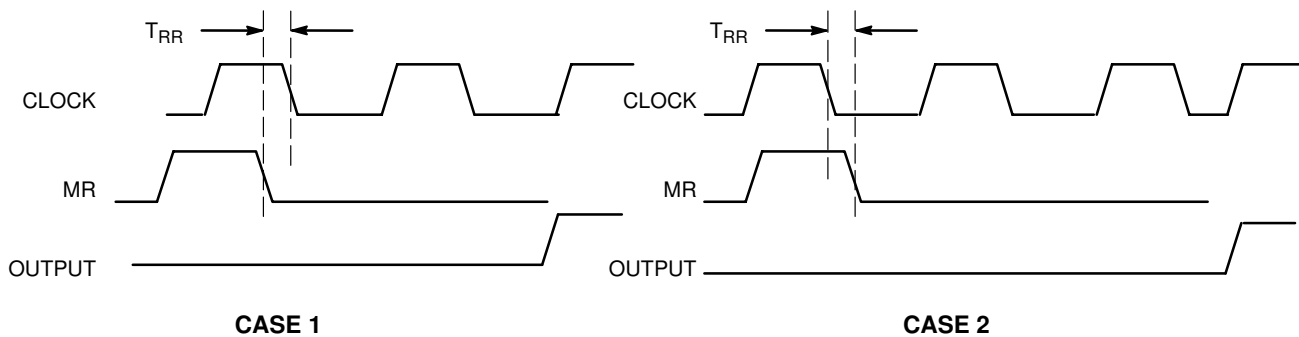 T_RR
CLOCK
MR
OUTPUT
CASE 1
T_RR
CLOCK
MR
OUTPUT
CASE 2